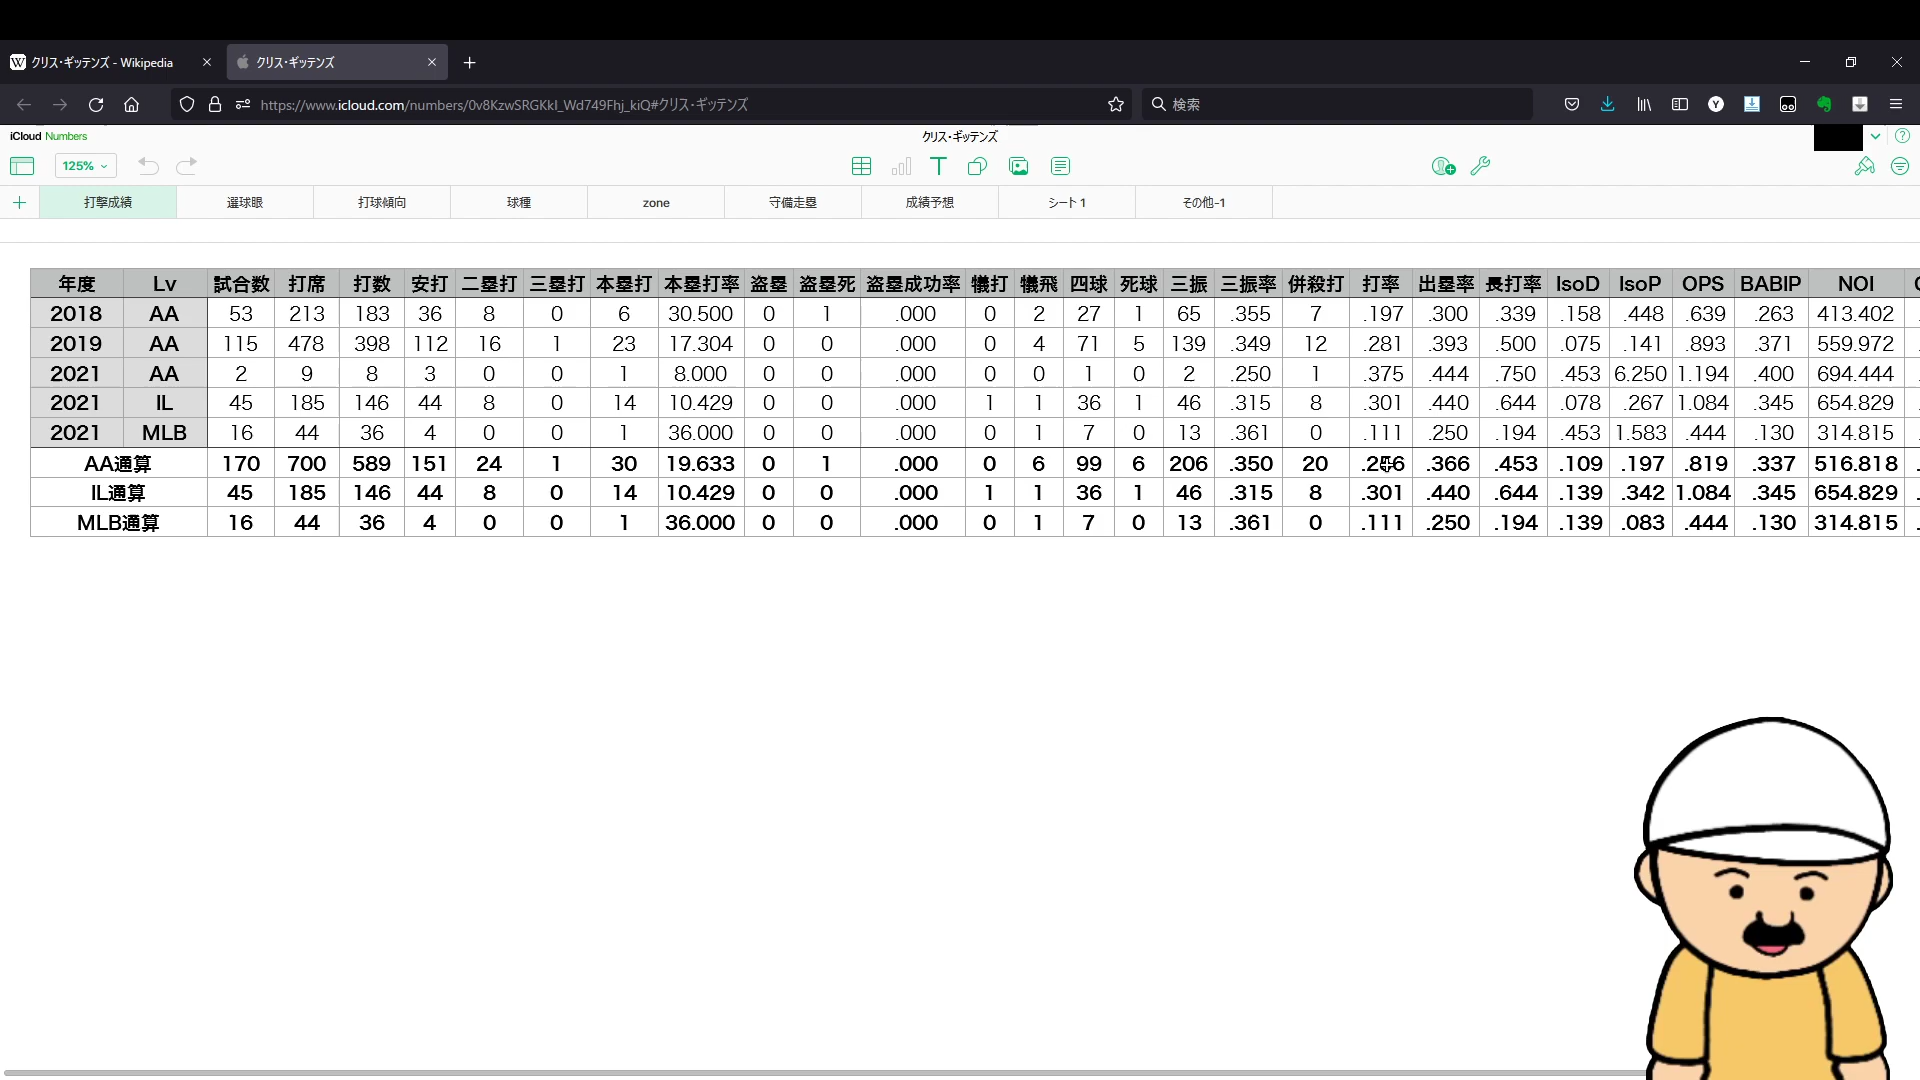 クリス・ギッテンズ - Wikipedia
クリス・ギッテンズ
https://www.icloud.com/numbers/0v8KzwSRGKkI_Wd749Fhj_kiQ#クリス・ギッテンズ
検索
iCloud Numbers
クリス・ギッテンズ
125%
打撃成績 選球眼 打球傾向 球種 zone 守備走塁 成績予想 シート 1 その他-1
年度 Lv 試合数 打席 打数 安打 二塁打 三塁打 本塁打 本塁打率 盗塁 盗塁死 盗塁成功率 犠打 犠飛 四球 死球 三振 三振率 併殺打 打率 出塁率 長打率 IsoD IsoP OPS BABIP NOI
2018 AA 53 213 183 36 8 0 6 30.500 0 1 .000 0 2 27 1 65 .355 7 .197 .300 .339 .158 .448 .639 .263 413.402
2019 AA 115 478 398 112 16 1 23 17.304 0 0 .000 0 4 71 5 139 .349 12 .281 .393 .500 .075 .141 .893 .371 559.972
2021 AA 2 9 8 3 0 0 1 8.000 0 0 .000 0 0 1 0 2 .250 1 .375 .444 .750 .453 6.250 1.194 .400 694.444
2021 IL 45 185 146 44 8 0 14 10.429 0 0 .000 1 1 36 1 46 .315 8 .301 .440 .644 .078 .267 1.084 .345 654.829
2021 MLB 16 44 36 4 0 0 1 36.000 0 0 .000 0 1 7 0 13 .361 0 .111 .250 .194 .453 1.583 .444 .130 314.815
AA通算 170 700 589 151 24 1 30 19.633 0 1 .000 0 6 99 6 206 .350 20 .256 .366 .453 .109 .197 .819 .337 516.818
IL通算 45 185 146 44 8 0 14 10.429 0 0 .000 1 1 36 1 46 .315 8 .301 .440 .644 .139 .342 1.084 .345 654.829
MLB通算 16 44 36 4 0 0 1 36.000 0 0 .000 0 1 7 0 13 .361 0 .111 .250 .194 .139 .083 .444 .130 314.815